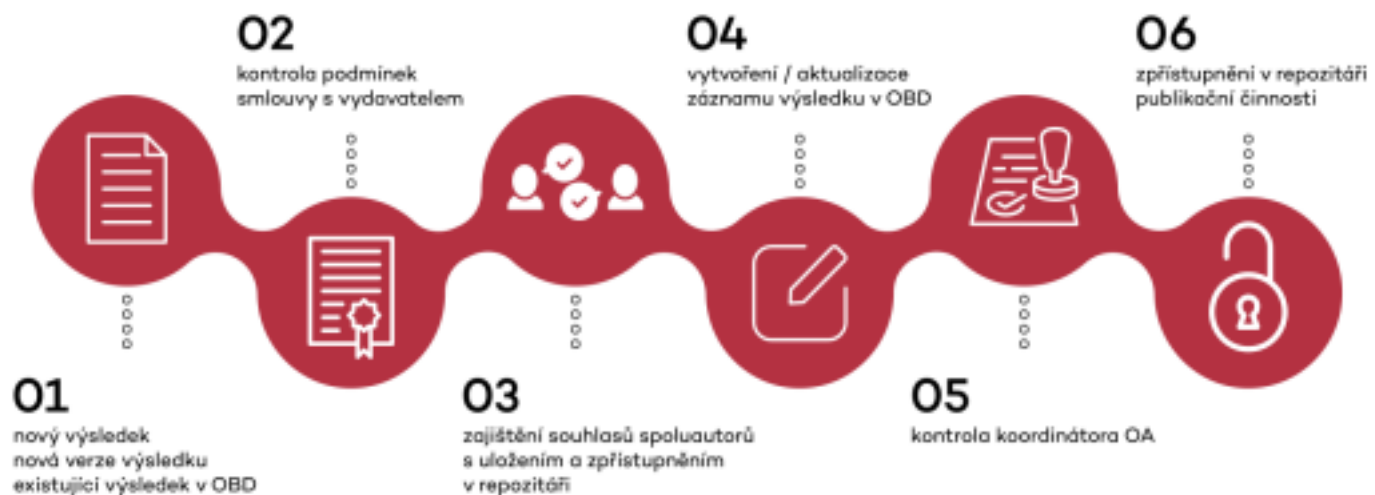 01
nový výsledek
nová verze výsledku
existující výsledek v OBD
02
kontrola podmínek
smlouvy s vydavatelem
03
zajištění souhlasů spoluautorů
s uložením a zpřístupněním
v repozitáři
04
vytvoření / aktualizace
záznamu výsledku v OBD
05
kontrola koordinátora OA
06
zpřístupnění v repozitáři
publikační činnosti